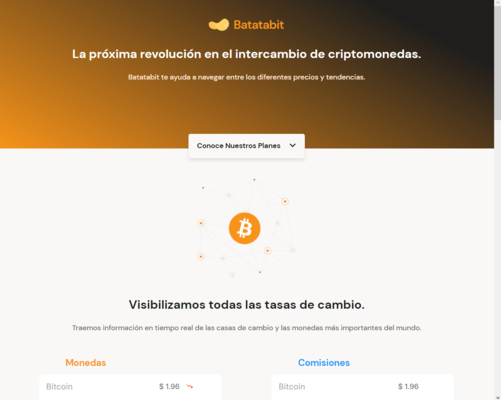 Batatabit
La próxima revolución en el intercambio de criptomonedas.
Batatabit te ayuda a navegar entre los diferentes precios y tendencias.
Conoce Nuestros Planes
Visibilizamos todas las tasas de cambio.
Traemos información en tiempo real de las casas de cambio y las monedas más importantes del mundo.
Monedas
Comisiones
Bitcoin $ 1.96
Bitcoin $ 1.96